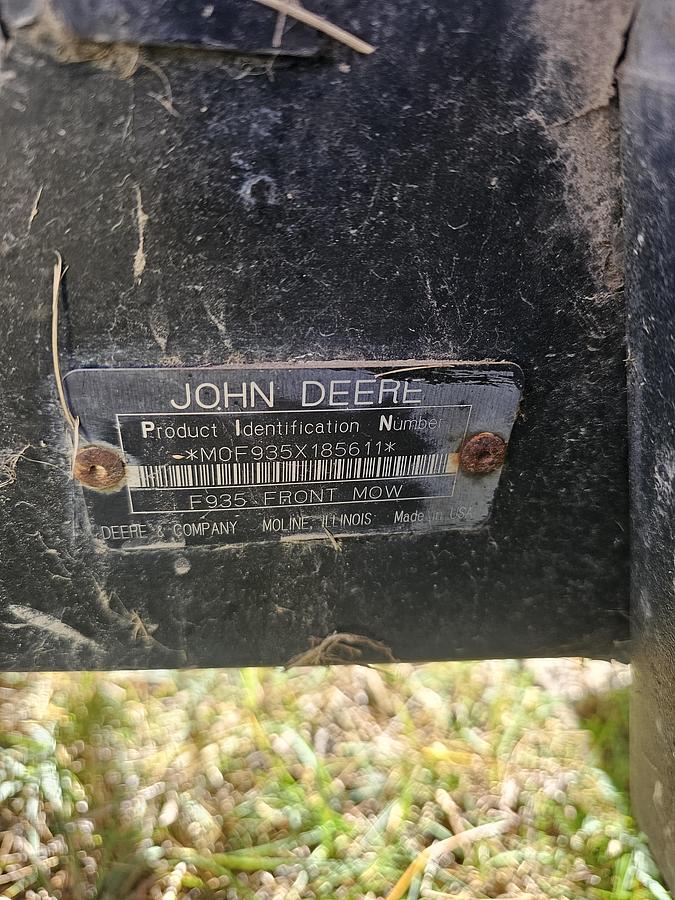 JOHN DEERE
Product Identification Number
*M0F935X185611*
F935 FRONT MOW
DEERE & COMPANY MOLINE, ILLINOIS Made in USA